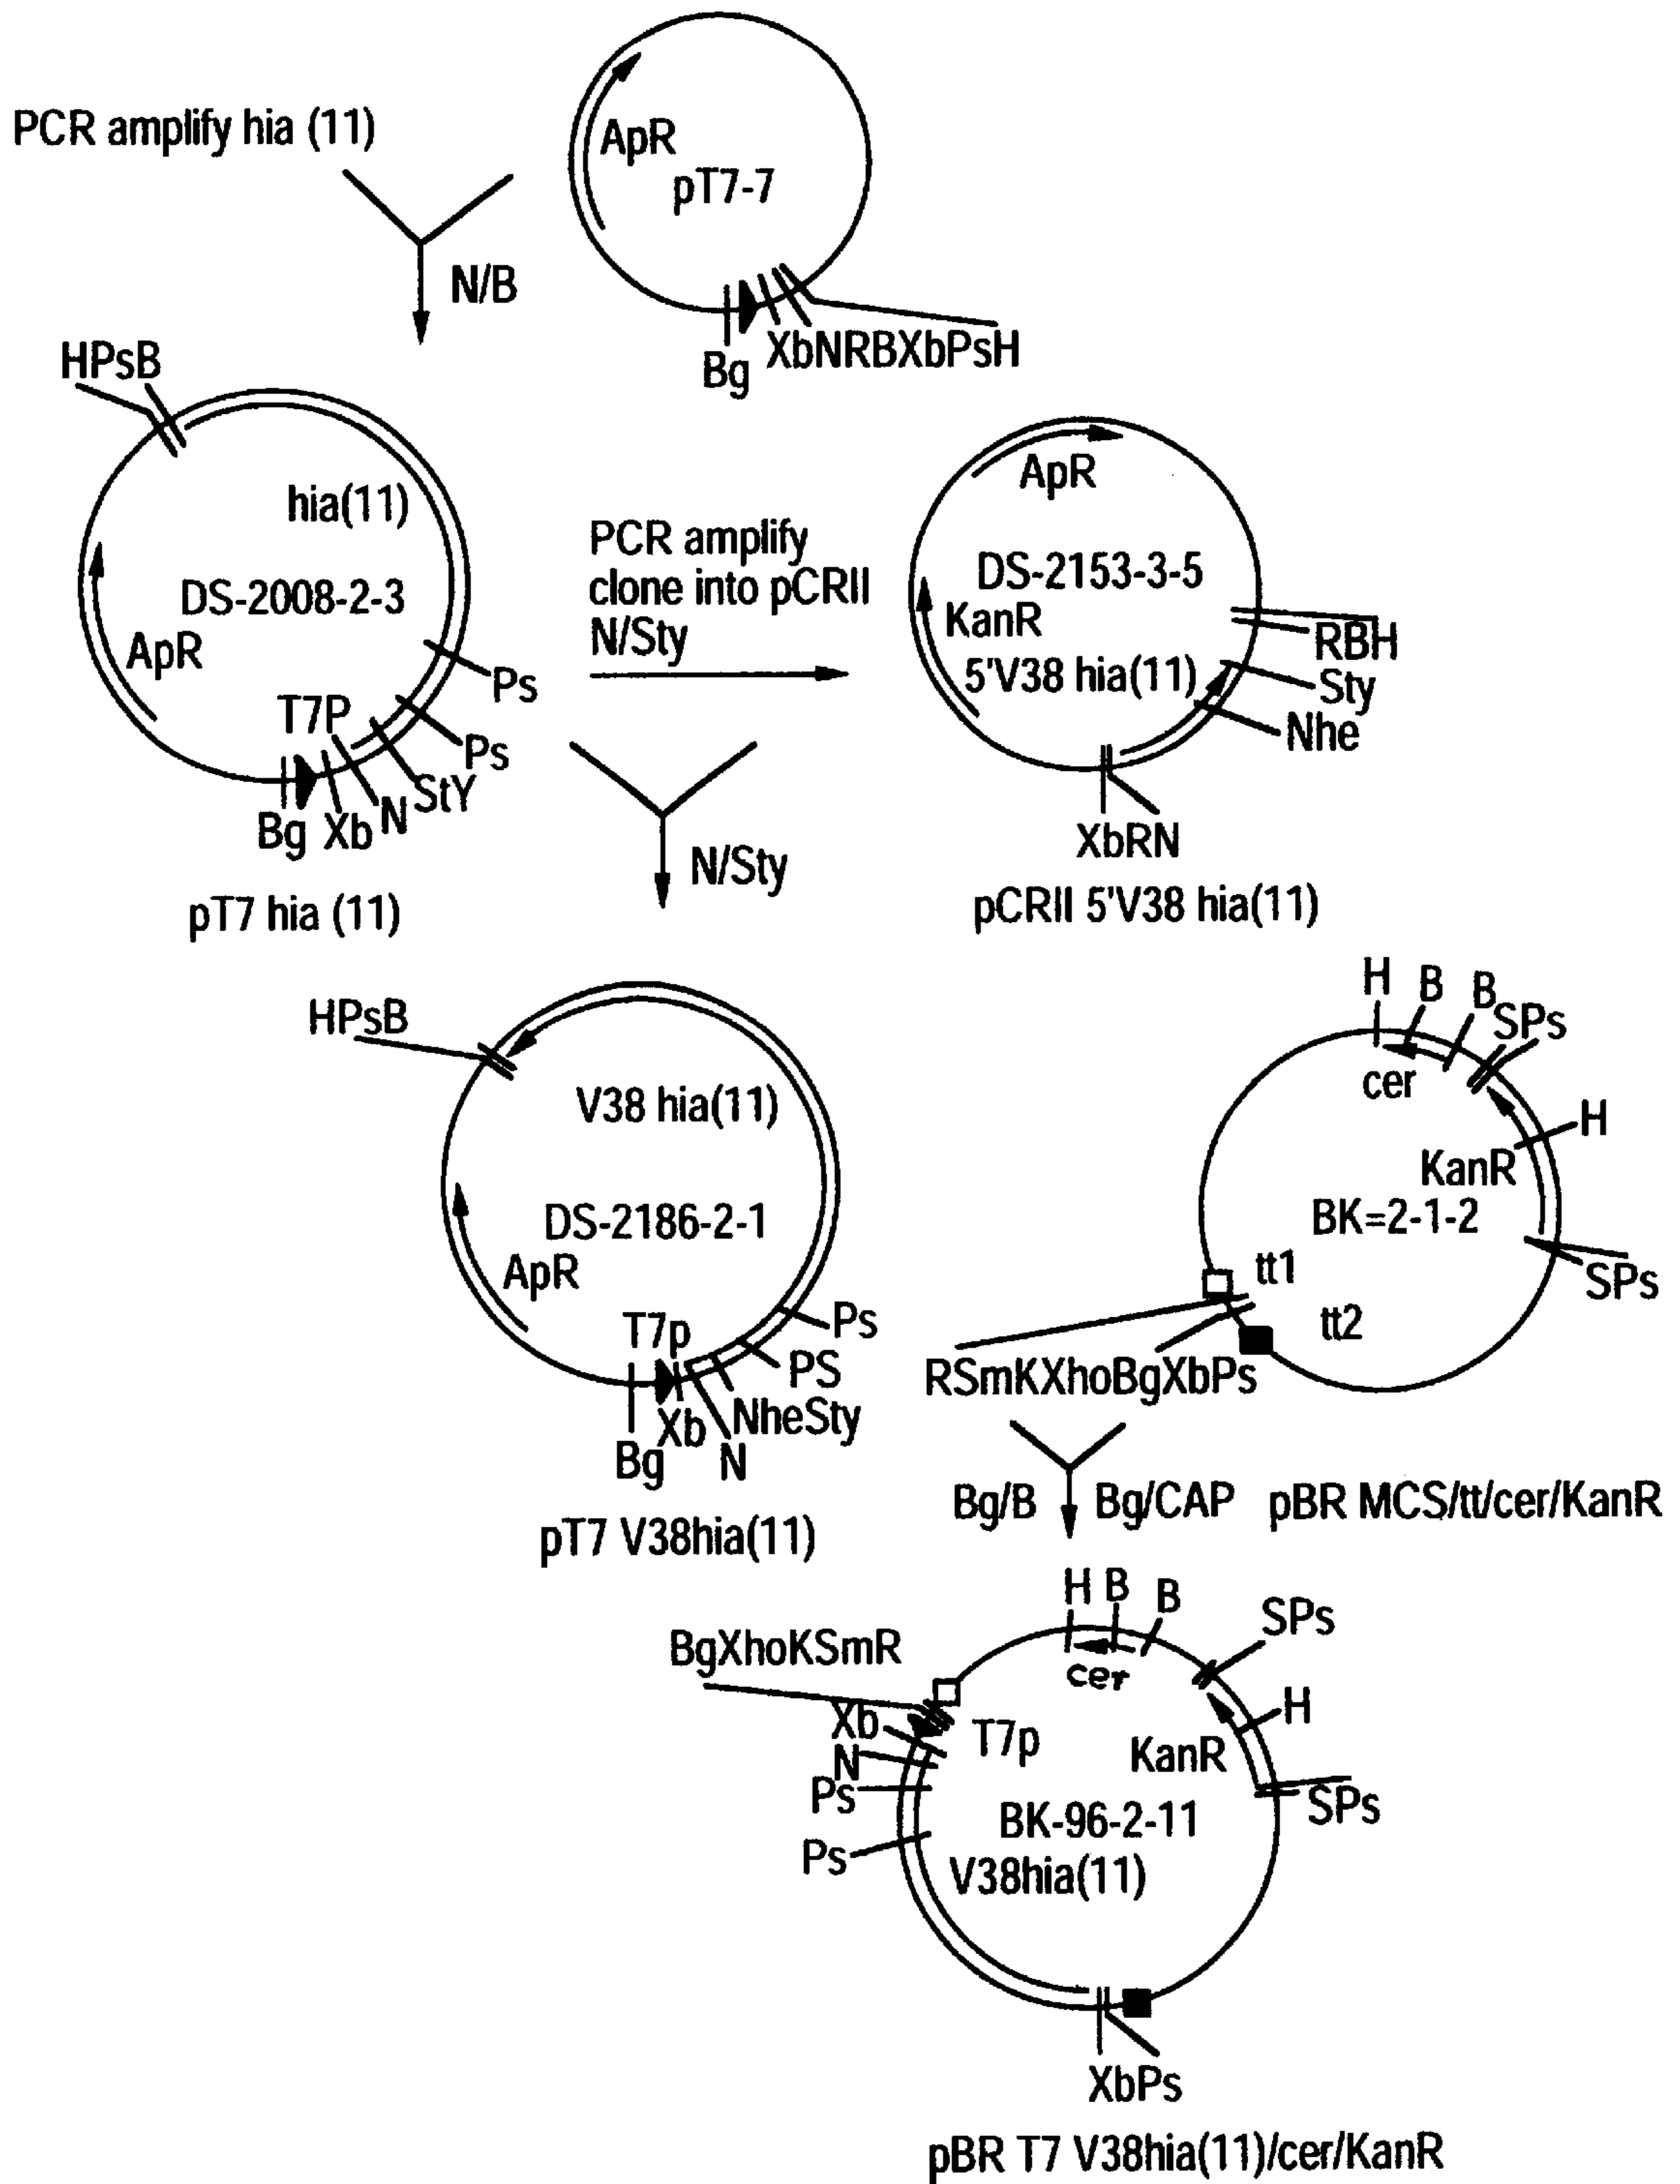 PCR amplify hia (11)
ApR
pT7-7
N/B
Bg
XbNRBXbPsH
HPsB
hia(11)
DS-2008-2-3
ApR
T7P
Ps
Ps
StY
N
Xb
Bg
pT7 hia (11)
PCR amplify
clone into pCRII
N/Sty
ApR
DS-2153-3-5
KanR
5'V38 hia(11)
RBH
Sty
Nhe
XbRN
pCRII 5'V38 hia(11)
N/Sty
HPsB
V38 hia(11)
DS-2186-2-1
ApR
T7p
Ps
PS
NheSty
Xb
N
Bg
pT7 V38hia(11)
H
B
B
SPs
cer
H
KanR
BK=2-1-2
SPs
tt1
tt2
RSmKXhoBgXbPs
Bg/B
Bg/CAP
pBR MCS/tt/cer/KanR
H
B
B
SPs
cer
BgXhoKSmR
Xb
T7p
N
Ps
Ps
H
KanR
SPs
BK-96-2-11
V38hia(11)
XbPs
pBR T7 V38hia(11)/cer/KanR